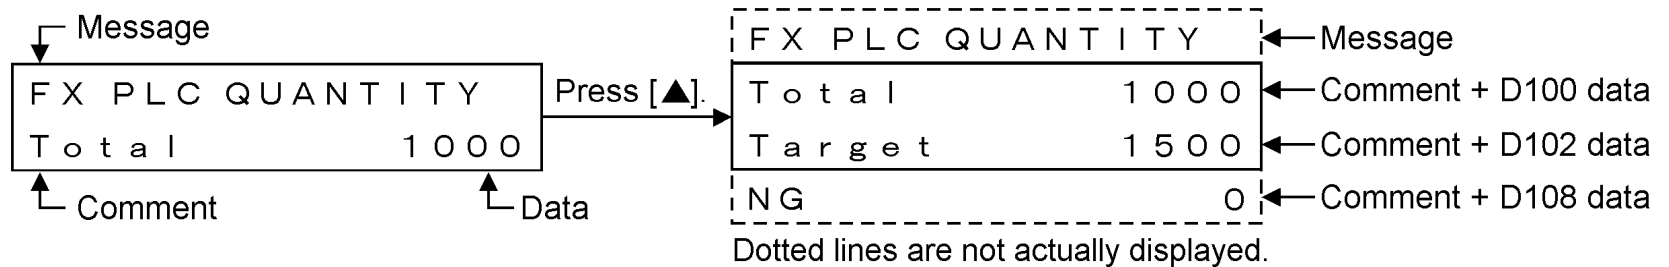 Message
FX PLC QUANTITY
Total 1000
Comment
Data
Press [▲].
FX PLC QUANTITY
Message
Total 1000
Comment + D100 data
Target 1500
Comment + D102 data
NG 0
Comment + D108 data
Dotted lines are not actually displayed.